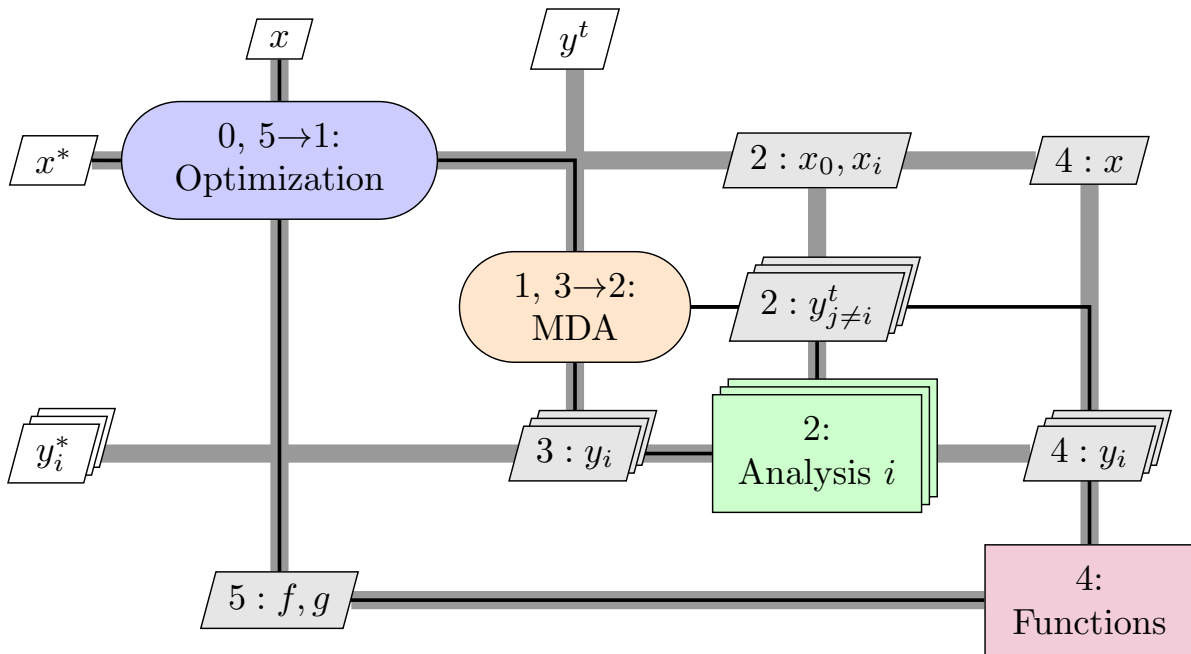 x
y^t
x^*
0, 5→1:
Optimization
2 : x_0, x_i
4 : x
1, 3→2:
MDA
2 : y^t_{j≠i}
y^*_i
3 : y_i
2:
Analysis i
4 : y_i
5 : f, g
4:
Functions